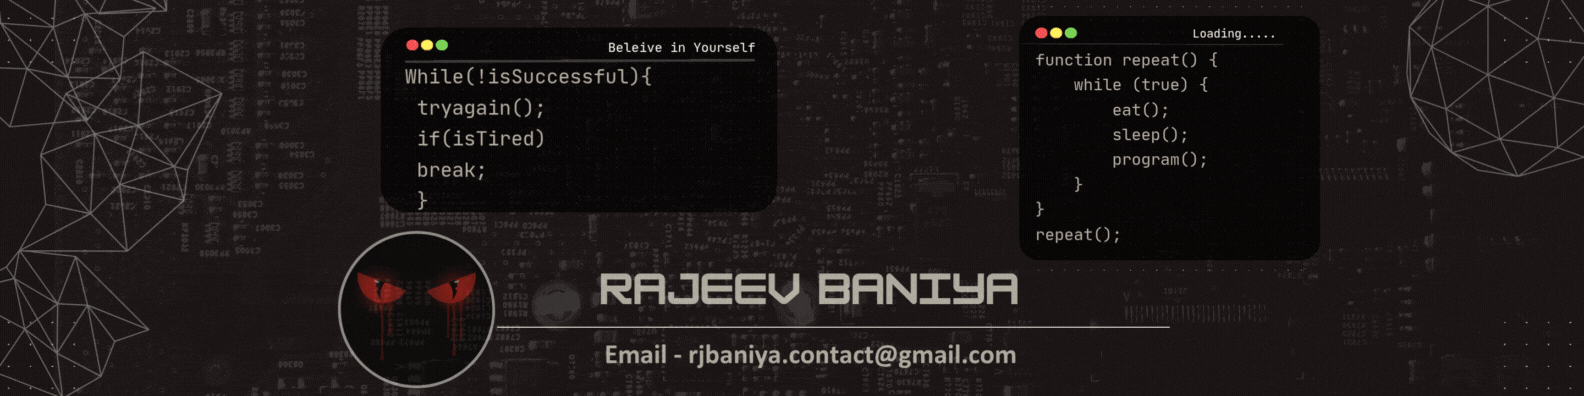 Beleive in Yourself
While(!isSuccessful){
tryagain();
if(isTired)
break;
}
Loading.....
function repeat() {
while (true) {
eat();
sleep();
program();
}
}
repeat();
RAJEEV BANIYA
Email - rjbaniya.contact@gmail.com